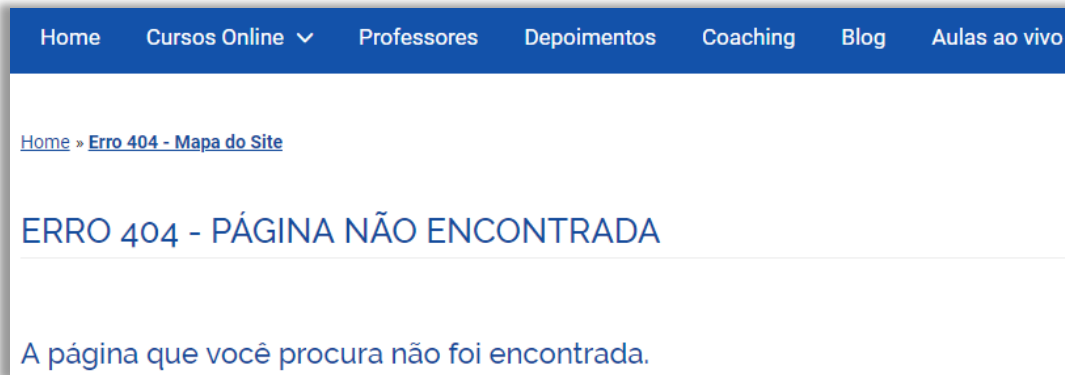 Home Cursos Online Professores Depoimentos Coaching Blog Aulas ao vivo
Home » Erro 404 - Mapa do Site
ERRO 404 - PÁGINA NÃO ENCONTRADA
A página que você procura não foi encontrada.